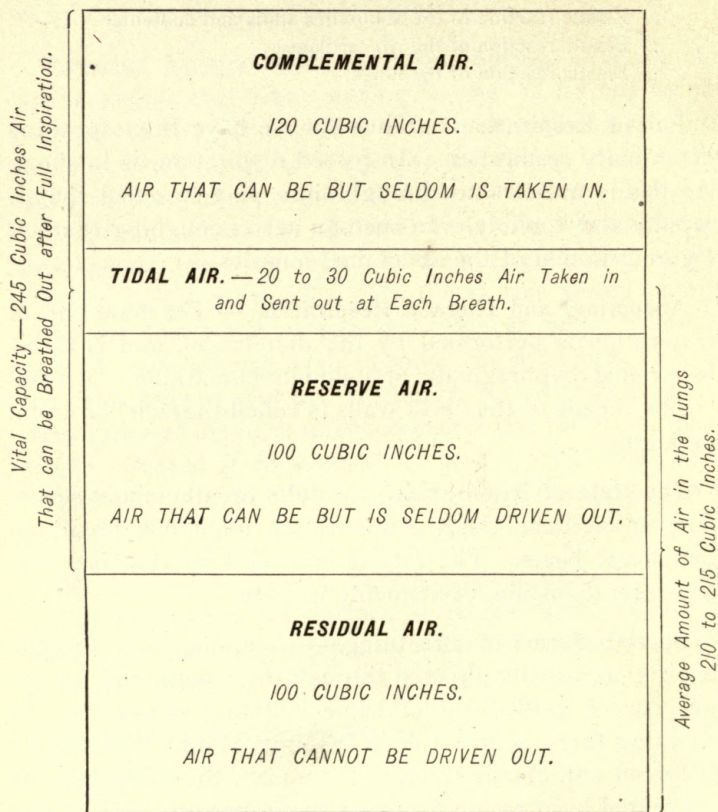 Vital Capacity — 245 Cubic Inches Air
That can be Breathed Out after Full Inspiration.
COMPLEMENTAL AIR.
120 CUBIC INCHES.
AIR THAT CAN BE BUT SELDOM IS TAKEN IN.
TIDAL AIR. — 20 to 30 Cubic Inches Air Taken in
and Sent out at Each Breath.
RESERVE AIR.
100 CUBIC INCHES.
AIR THAT CAN BE BUT IS SELDOM DRIVEN OUT.
RESIDUAL AIR.
100 CUBIC INCHES.
AIR THAT CANNOT BE DRIVEN OUT.
Average Amount of Air in the Lungs
210 to 215 Cubic Inches.